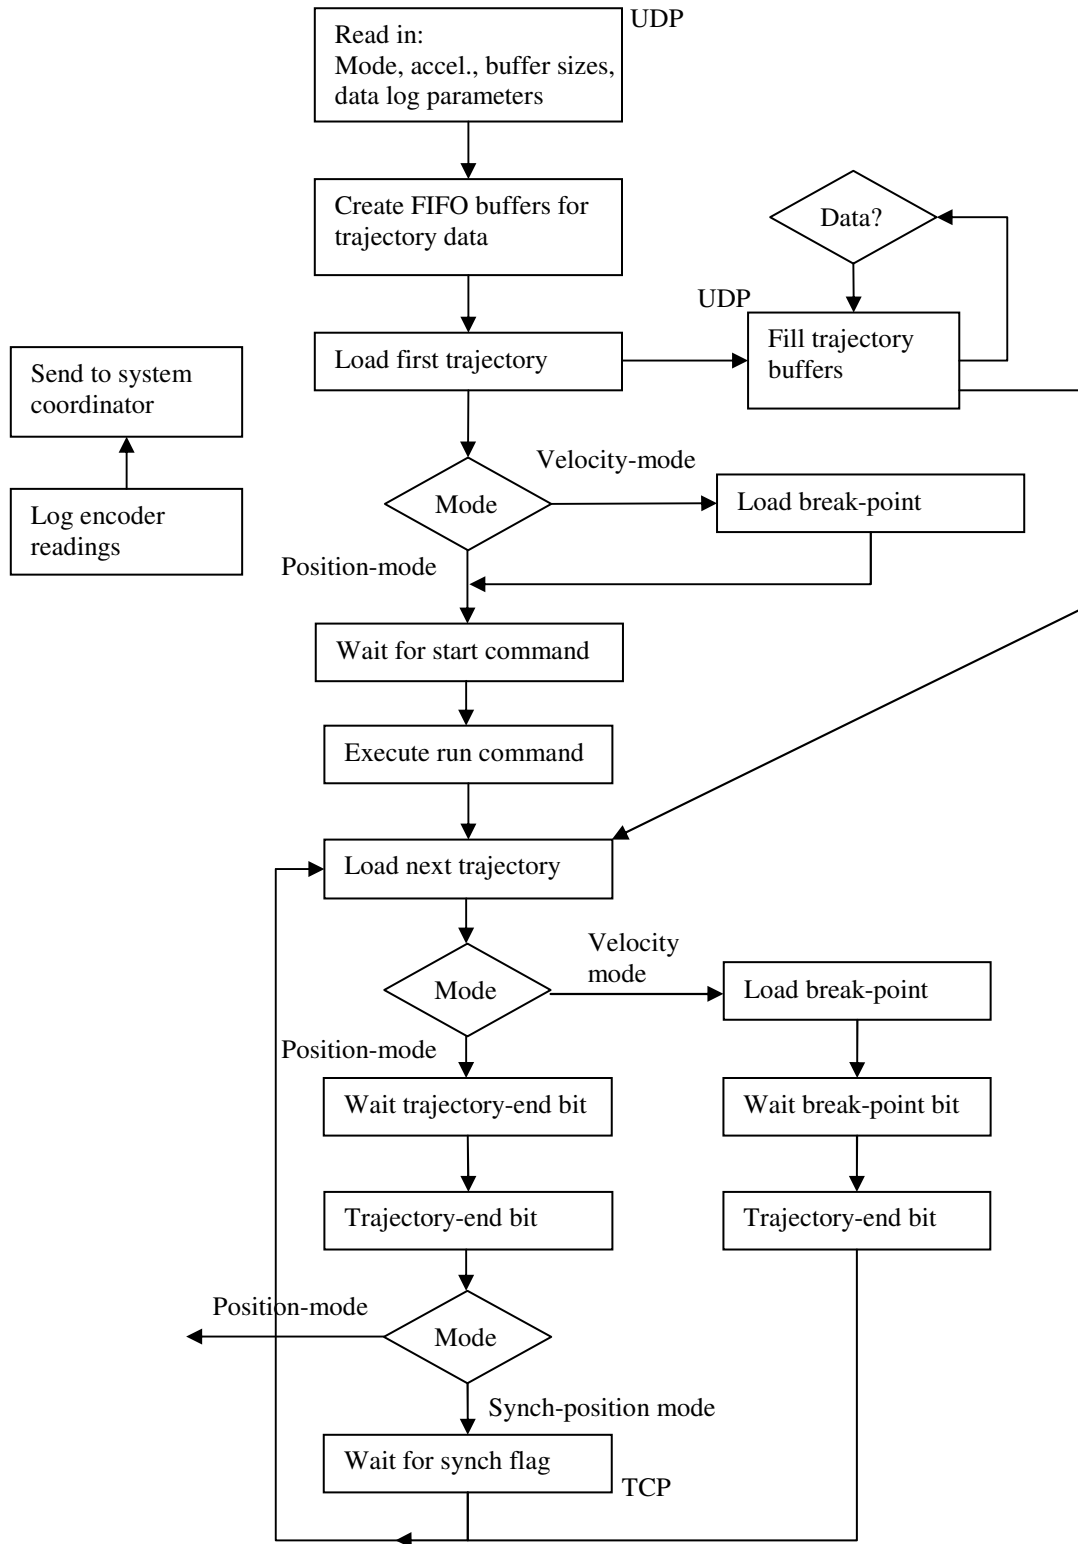 UDP
Read in:
Mode, accel., buffer sizes,
data log parameters
Create FIFO buffers for
trajectory data
Data?
UDP
Load first trajectory
Fill trajectory
buffers
Send to system
coordinator
Log encoder
readings
Velocity-mode
Mode
Load break-point
Position-mode
Wait for start command
Execute run command
Load next trajectory
Velocity
mode
Mode
Load break-point
Position-mode
Wait trajectory-end bit
Wait break-point bit
Trajectory-end bit
Trajectory-end bit
Position-mode
Mode
Synch-position mode
Wait for synch flag
TCP